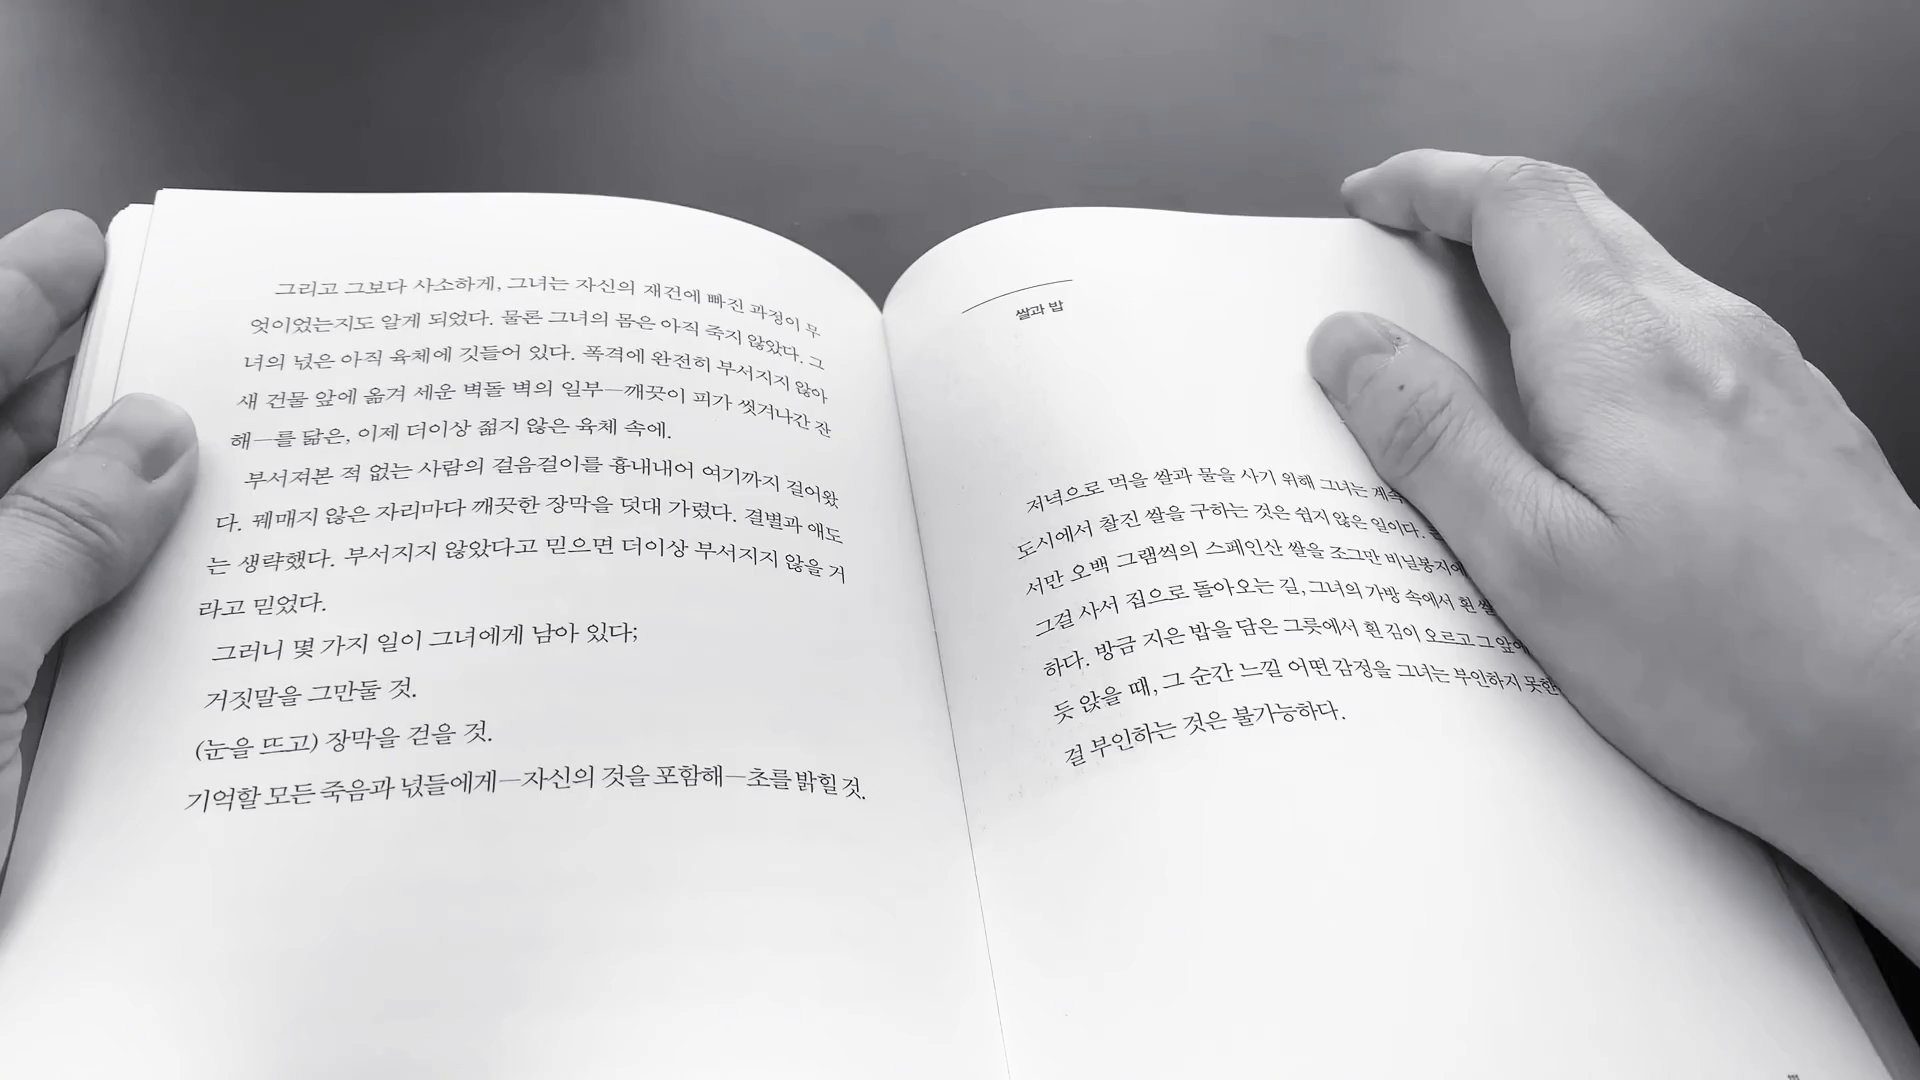 그리고 그보다 사소하게, 그녀는 자신의 재건에 빠진 과정이 무
엇이었는지도 알게 되었다. 물론 그녀의 몸은 아직 죽지 않았다. 그
녀의 넋은 아직 육체에 깃들어 있다. 폭격에 완전히 부서지지 않아
새 건물 앞에 옮겨 세운 벽돌 벽의 일부—깨끗이 피가 씻겨나간 잔
해—를 닮은, 이제 더이상 젊지 않은 육체 속에.
부서져본 적 없는 사람의 걸음걸이를 흉내내어 여기까지 걸어왔
다. 꿰매지 않은 자리마다 깨끗한 장막을 덧대 가렸다. 결별과 애도
는 생략했다. 부서지지 않았다고 믿으면 더이상 부서지지 않을 거
라고 믿었다.
그러니 몇 가지 일이 그녀에게 남아 있다;
거짓말을 그만둘 것.
(눈을 뜨고) 장막을 걷을 것.
기억할 모든 죽음과 넋들에게—자신의 것을 포함해—초를 밝힐 것.
쌀과 밥
저녁으로 먹을 쌀과 물을 사기 위해 그녀는 계속
도시에서 찰진 쌀을 구하는 것은 쉽지 않은 일이다.
서만 오백 그램씩의 스페인산 쌀을 조그만 비닐봉지에
그걸 사서 집으로 돌아오는 길, 그녀의 가방 속에서 흰
하다. 방금 지은 밥을 담은 그릇에서 흰 김이 오르고 그 앞에
듯 앉을 때, 그 순간 느낄 어떤 감정을 그녀는 부인하지 못한
걸 부인하는 것은 불가능하다.